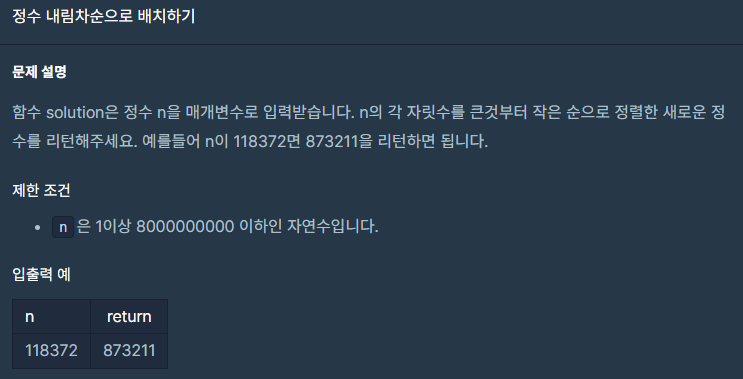 정수 내림차순으로 배치하기
문제 설명
함수 solution은 정수 n을 매개변수로 입력받습니다. n의 각 자릿수를 큰것부터 작은 순으로 정렬한 새로운 정
수를 리턴해주세요. 예를들어 n이 118372면 873211을 리턴하면 됩니다.
제한 조건
• n 은 1이상 8000000000 이하인 자연수입니다.
입출력 예
n return
118372 873211